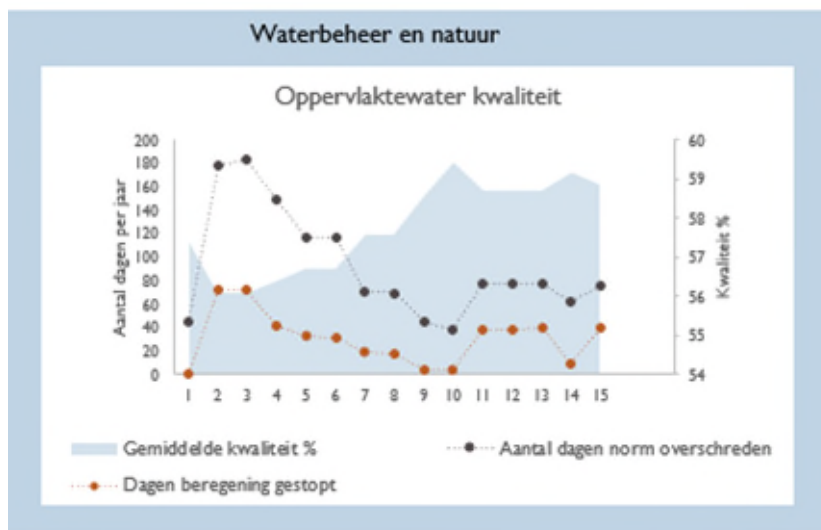 Waterbeheer en natuur
Oppervlaktewater kwaliteit
Aantal dagen per jaar
200
180
160
140
120
100
80
60
40
20
0
60
59
58
57
56
55
54
Kwaliteit %
1 2 3 4 5 6 7 8 9 10 11 12 13 14 15
Gemiddelde kwaliteit % Aantal dagen norm overschreden
Dagen beregening gestopt